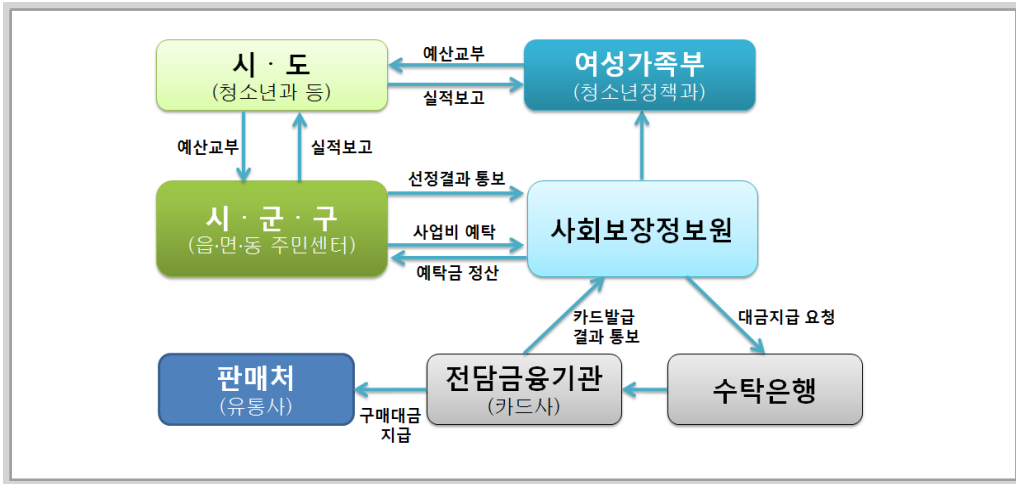 시 · 도
(청소년과 등)
예산교부
실적보고
여성가족부
(청소년정책과)
예산교부
실적보고
시 · 군 · 구
(읍·면·동 주민센터)
선정결과 통보
사업비 예탁
예탁금 정산
사회보장정보원
카드발급
결과 통보
대금지급 요청
판매처
(유통사)
구매대금
지급
전담금융기관
(카드사)
수탁은행